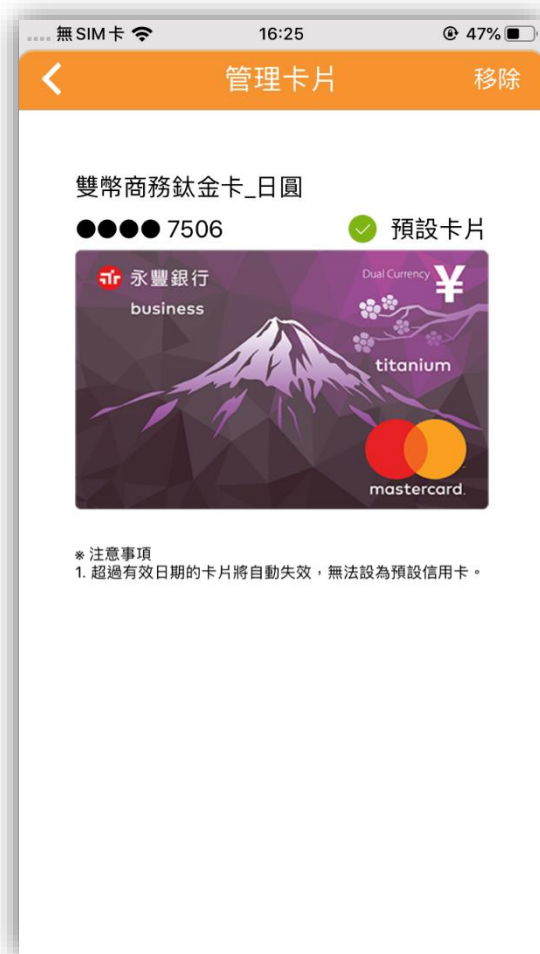 無SIM卡 16:25 47%
管理卡片 移除
雙幣商務鈦金卡_日圓
●●●● 7506 預設卡片
永豐銀行 Dual Currency ¥
business
titanium
mastercard.
※ 注意事項
1. 超過有效日期的卡片將自動失效，無法設為預設信用卡。